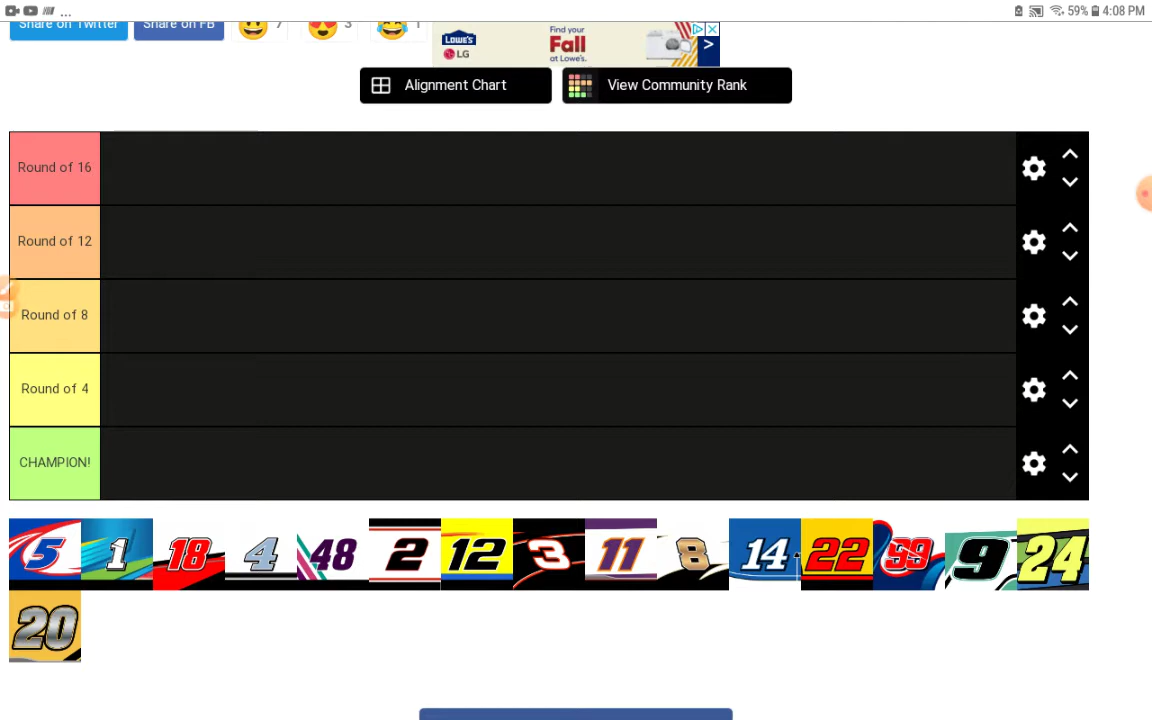 59% 4:08 PM
Share on Twitter
Share on FB
7
3
1
LOWE'S
LG
Find your
Fall
at Lowe's.
Alignment Chart
View Community Rank
Round of 16
Round of 12
Round of 8
Round of 4
CHAMPION!
5 1 18 4 48 2 12 3 11 8 14 22 99 9 24
20